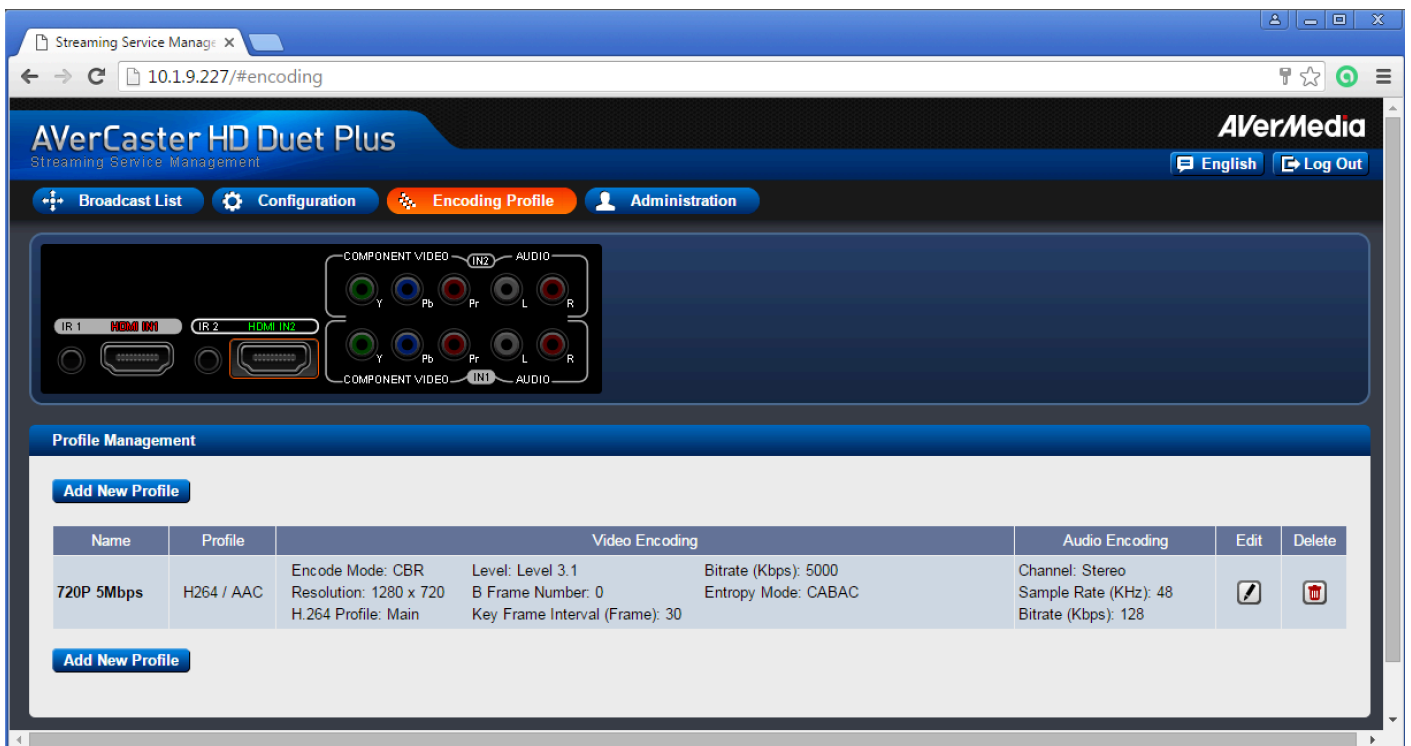 Streaming Service Manage
10.1.9.227/#encoding
AVerCaster HD Duet Plus
Streaming Service Management
AVerMedia
English Log Out
Broadcast List Configuration Encoding Profile Administration
COMPONENT VIDEO IN2 AUDIO
Y Pb Pr L R
IR 1 HDMI IN1 IR 2 HDMI IN2
Y Pb Pr L R
COMPONENT VIDEO IN1 AUDIO
Profile Management
Add New Profile
Name Profile Video Encoding Audio Encoding Edit Delete
720P 5Mbps H264 / AAC
Encode Mode: CBR Level: Level 3.1 Bitrate (Kbps): 5000 Channel: Stereo
Resolution: 1280 x 720 B Frame Number: 0 Entropy Mode: CABAC Sample Rate (KHz): 48
H.264 Profile: Main Key Frame Interval (Frame): 30 Bitrate (Kbps): 128
Add New Profile